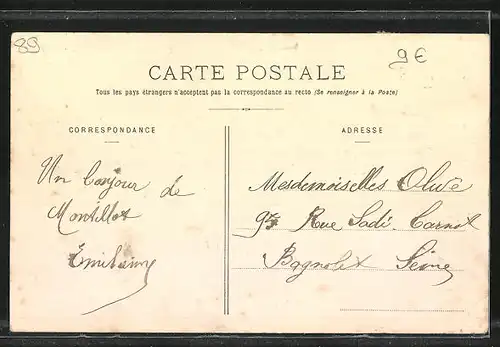 89
9€
CARTE POSTALE
Tous les pays étrangers n'acceptent pas la correspondance au recto (Se renseigner à la Poste)
CORRESPONDANCE
ADRESSE
Un bonjour de
Montillot
Mesdemoiselles Olive
Rue Sadi Carnot
Bagnolet Seine